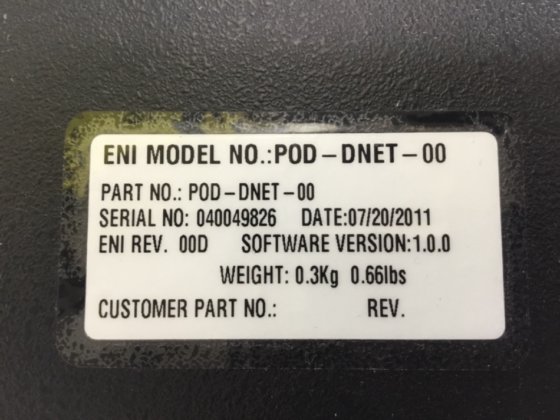 ENI MODEL NO.:POD-DNET-00
PART NO.: POD-DNET-00
SERIAL NO: 040049826 DATE:07/20/2011
ENI REV. 00D SOFTWARE VERSION:1.0.0
WEIGHT: 0.3Kg 0.66lbs
CUSTOMER PART NO.: REV.